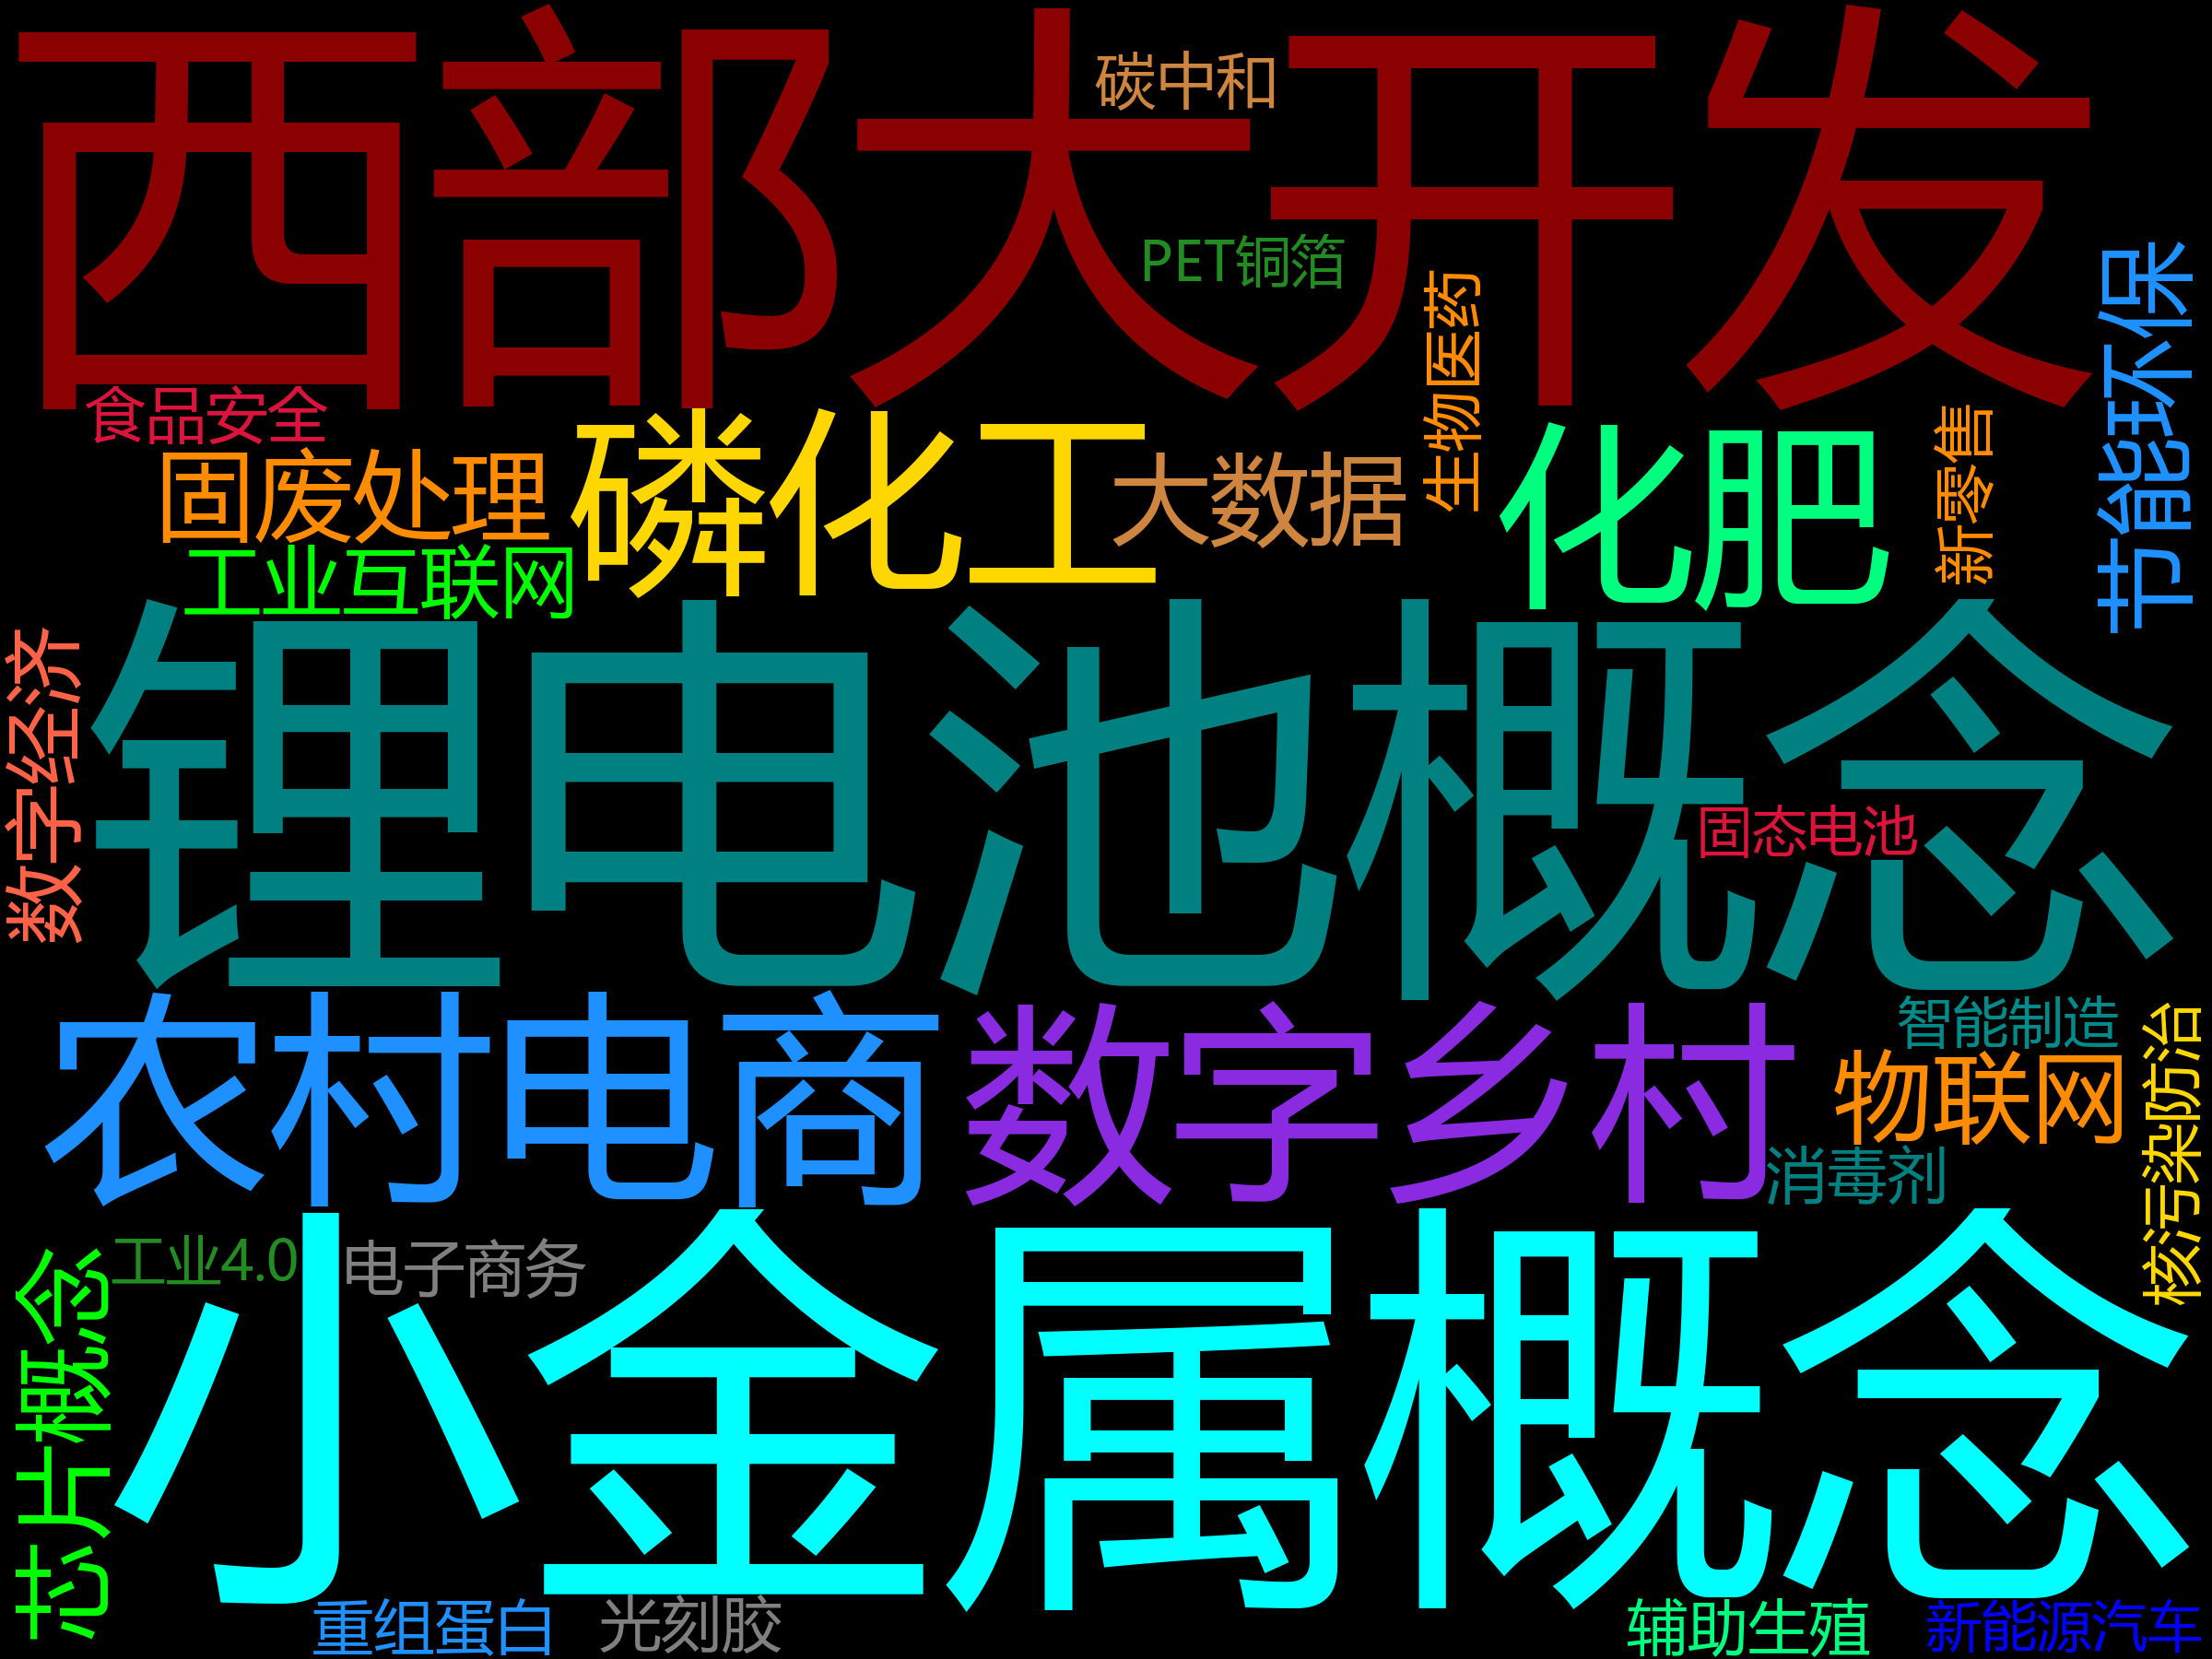 西部大开发
碳中和
PET铜箔
生物医药
节能环保
食品安全
固废处理
磷化工
大数据
化肥
新零售
工业互联网
数字经济
锂电池概念
固态电池
农村电商
数字乡村
智能制造
物联网
消毒剂
核污染防治
工业4.0
电子商务
芯片概念
小金属概念
重组蛋白
光刻胶
辅助生殖
新能源汽车